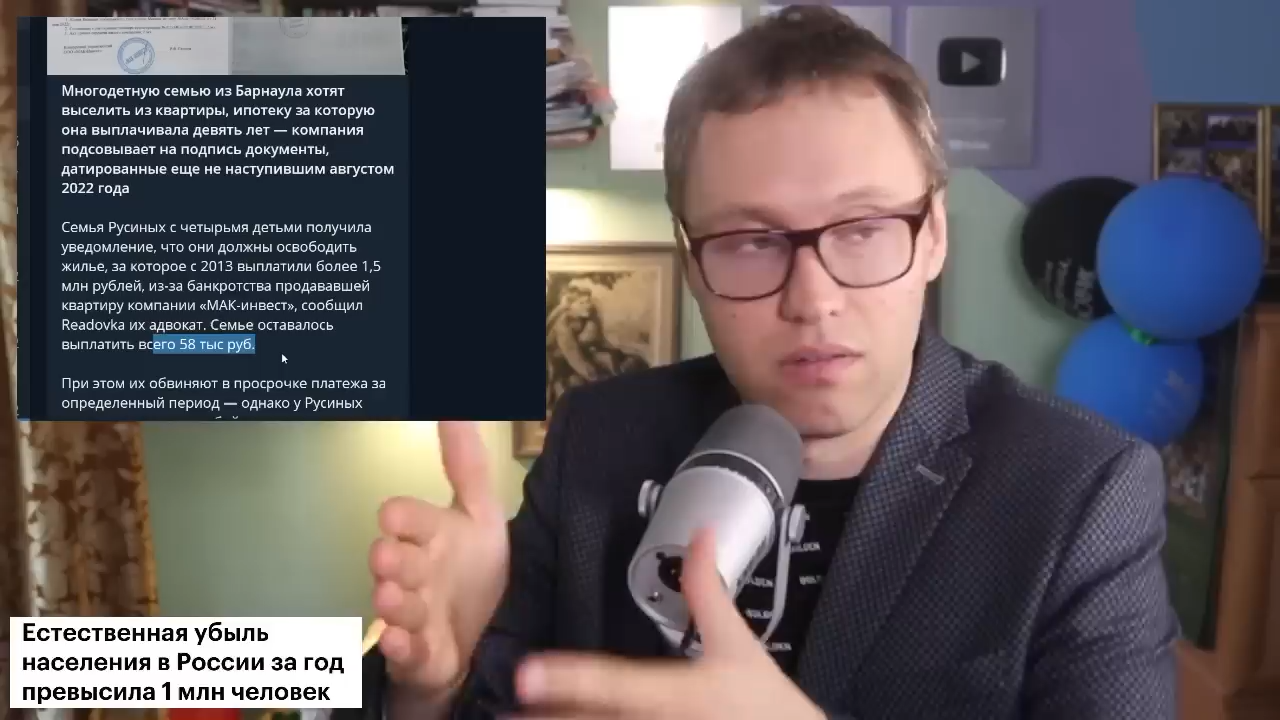 Многодетную семью из Барнаула хотят
выселить из квартиры, ипотеку за которую
она выплачивала девять лет — компания
подсовывает на подпись документы,
датированные еще не наступившим августом
2022 года
Семья Русиных с четырьмя детьми получила
уведомление, что они должны освободить
жилье, за которое с 2013 выплатили более 1,5
млн рублей, из-за банкротства продававшей
квартиру компании «МАК-инвест», сообщил
Readovka их адвокат. Семье оставалось
выплатить всего 58 тыс руб.
При этом их обвиняют в просрочке платежа за
определенный период — однако у Русиных
Естественная убыль
населения в России за год
превысила 1 млн человек